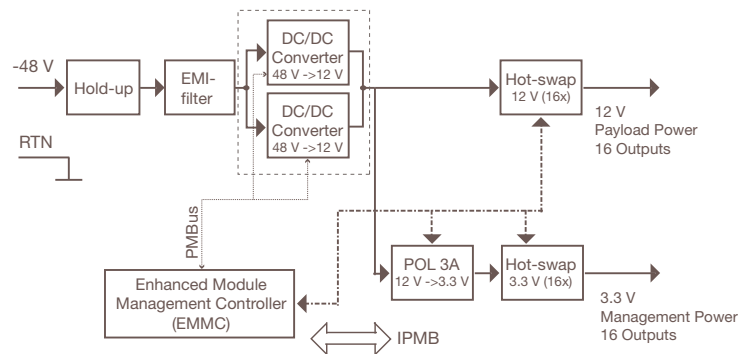 -48 V
Hold-up
EMI-
filter
DC/DC
Converter
48 V ->12 V
DC/DC
Converter
48 V ->12 V
Hot-swap
12 V (16x)
12 V
Payload Power
16 Outputs
RTN
PMBus
POL 3A
12 V ->3.3 V
Hot-swap
3.3 V (16x)
3.3 V
Management Power
16 Outputs
Enhanced Module
Management Controller
(EMMC)
IPMB